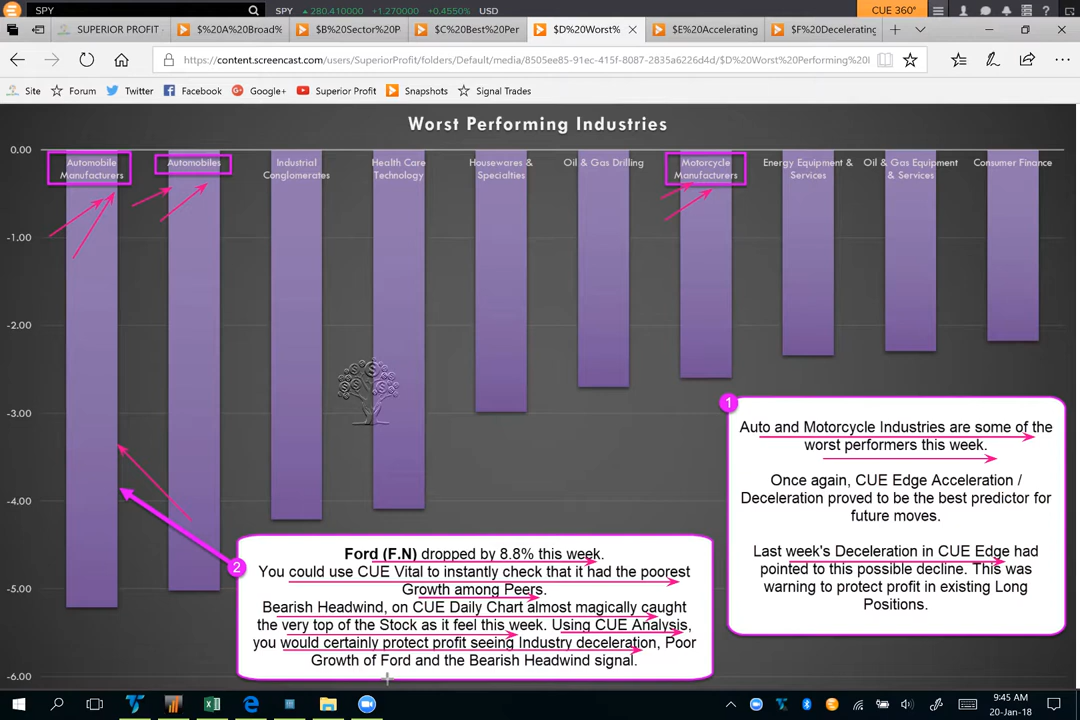 SPY
SPY 280.410000 +1.270000 +0.4550% USD
CUE 360°
SUPERIOR PROFIT
$A%20Broad%
$B%20Sector%20P
$C%20Best%20Per
$D%20Worst%
$E%20Accelerating
$F%20Decelerating
https://content.screencast.com/users/SuperiorProfit/folders/Default/media/8505ee85-91ec-415f-8087-2835a6226d4d/$D%20Worst%20Performing%20I
Site
Forum
Twitter
Facebook
Google+
Superior Profit
Snapshots
Signal Trades
Worst Performing Industries
0.00
-1.00
-2.00
-3.00
-4.00
-5.00
-6.00
Automobile
Manufacturers
Automobiles
Industrial
Conglomerates
Health Care
Technology
Housewares &
Specialties
Oil & Gas Drilling
Motorcycle
Manufacturers
Energy Equipment &
Services
Oil & Gas Equipment
& Services
Consumer Finance
1
Auto and Motorcycle Industries are some of the
worst performers this week.
Once again, CUE Edge Acceleration /
Deceleration proved to be the best predictor for
future moves.
Last week's Deceleration in CUE Edge had
pointed to this possible decline. This was
warning to protect profit in existing Long
Positions.
2
Ford (F.N) dropped by 8.8% this week.
You could use CUE Vital to instantly check that it had the poorest
Growth among Peers.
Bearish Headwind, on CUE Daily Chart almost magically caught
the very top of the Stock as it feel this week. Using CUE Analysis,
you would certainly protect profit seeing Industry deceleration, Poor
Growth of Ford and the Bearish Headwind signal.
9:45 AM
20-Jan-18